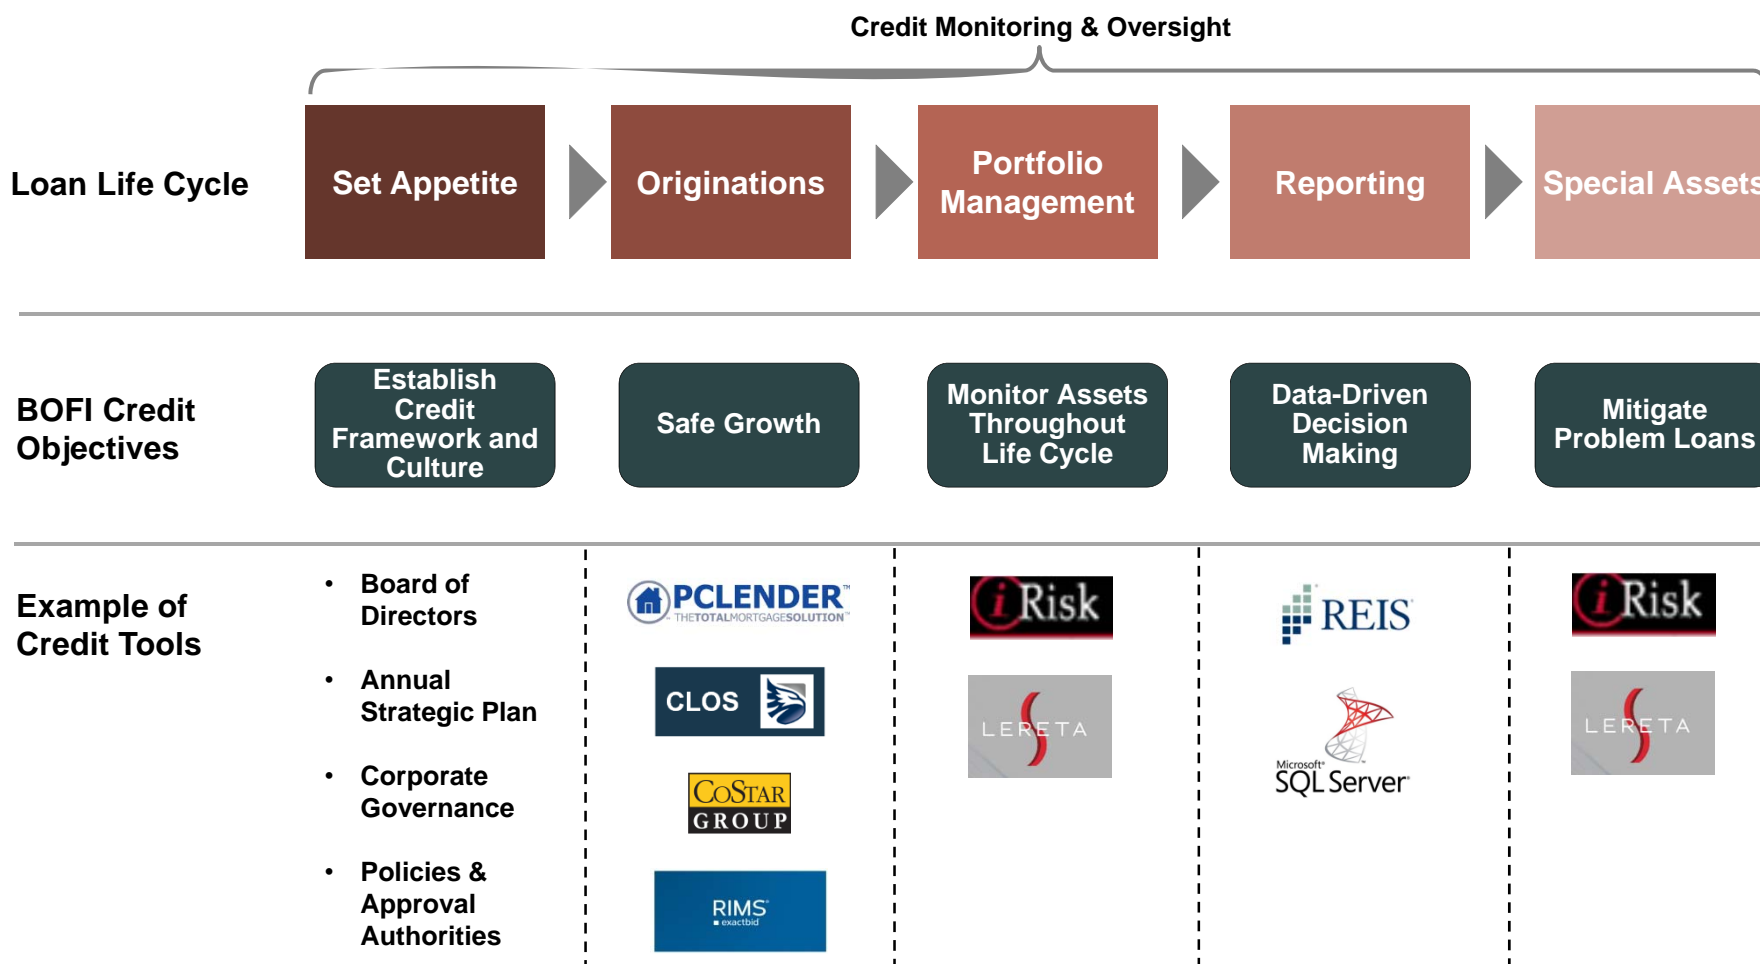 Credit Monitoring & Oversight
Loan Life Cycle
Set Appetite
Originations
Portfolio
Management
Reporting
Special Assets
BOFI Credit
Objectives
Establish
Credit
Framework and
Culture
Safe Growth
Monitor Assets
Throughout
Life Cycle
Data-Driven
Decision
Making
Mitigate
Problem Loans
Example of
Credit Tools
• Board of
Directors
• Annual
Strategic Plan
• Corporate
Governance
• Policies &
Approval
Authorities
PCLENDER™
THETOTALMORTGAGESOLUTION™
CLOS
COSTAR
GROUP
RIMS®
exactbid
iRisk
LERETA
REIS®
Microsoft®
SQL Server®
iRisk
LERETA